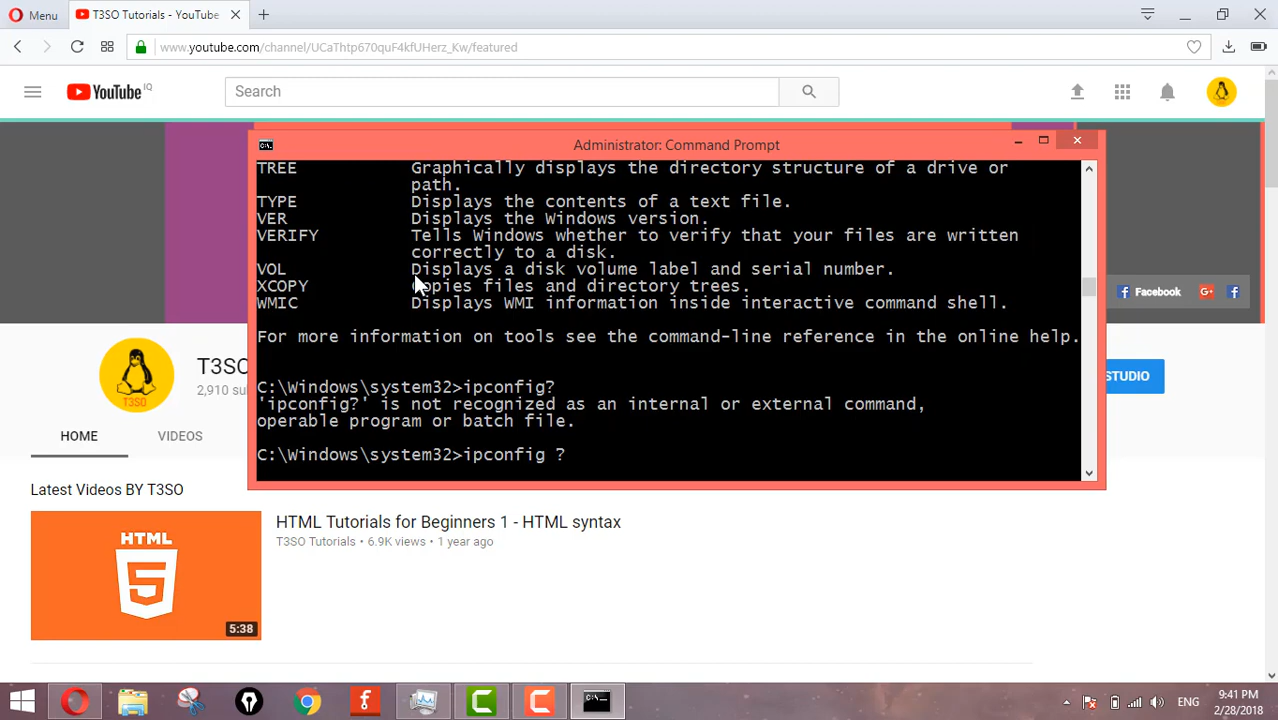 Menu
T3SO Tutorials - YouTube
www.youtube.com/channel/UCaThtp670quF4kfUHerz_Kw/featured
YouTube IQ
Search
Administrator: Command Prompt
TREE Graphically displays the directory structure of a drive or
path.
TYPE Displays the contents of a text file.
VER Displays the Windows version.
VERIFY Tells Windows whether to verify that your files are written
correctly to a disk.
VOL Displays a disk volume label and serial number.
XCOPY Copies files and directory trees.
WMIC Displays WMI information inside interactive command shell.
For more information on tools see the command-line reference in the online help.
C:\Windows\system32>ipconfig?
'ipconfig?' is not recognized as an internal or external command,
operable program or batch file.
C:\Windows\system32>ipconfig ?
Facebook
T3SO
T3SO
2,910 su
STUDIO
HOME VIDEOS
Latest Videos BY T3SO
HTML
5
5:38
HTML Tutorials for Beginners 1 - HTML syntax
T3SO Tutorials • 6.9K views • 1 year ago
ENG
9:41 PM
2/28/2018